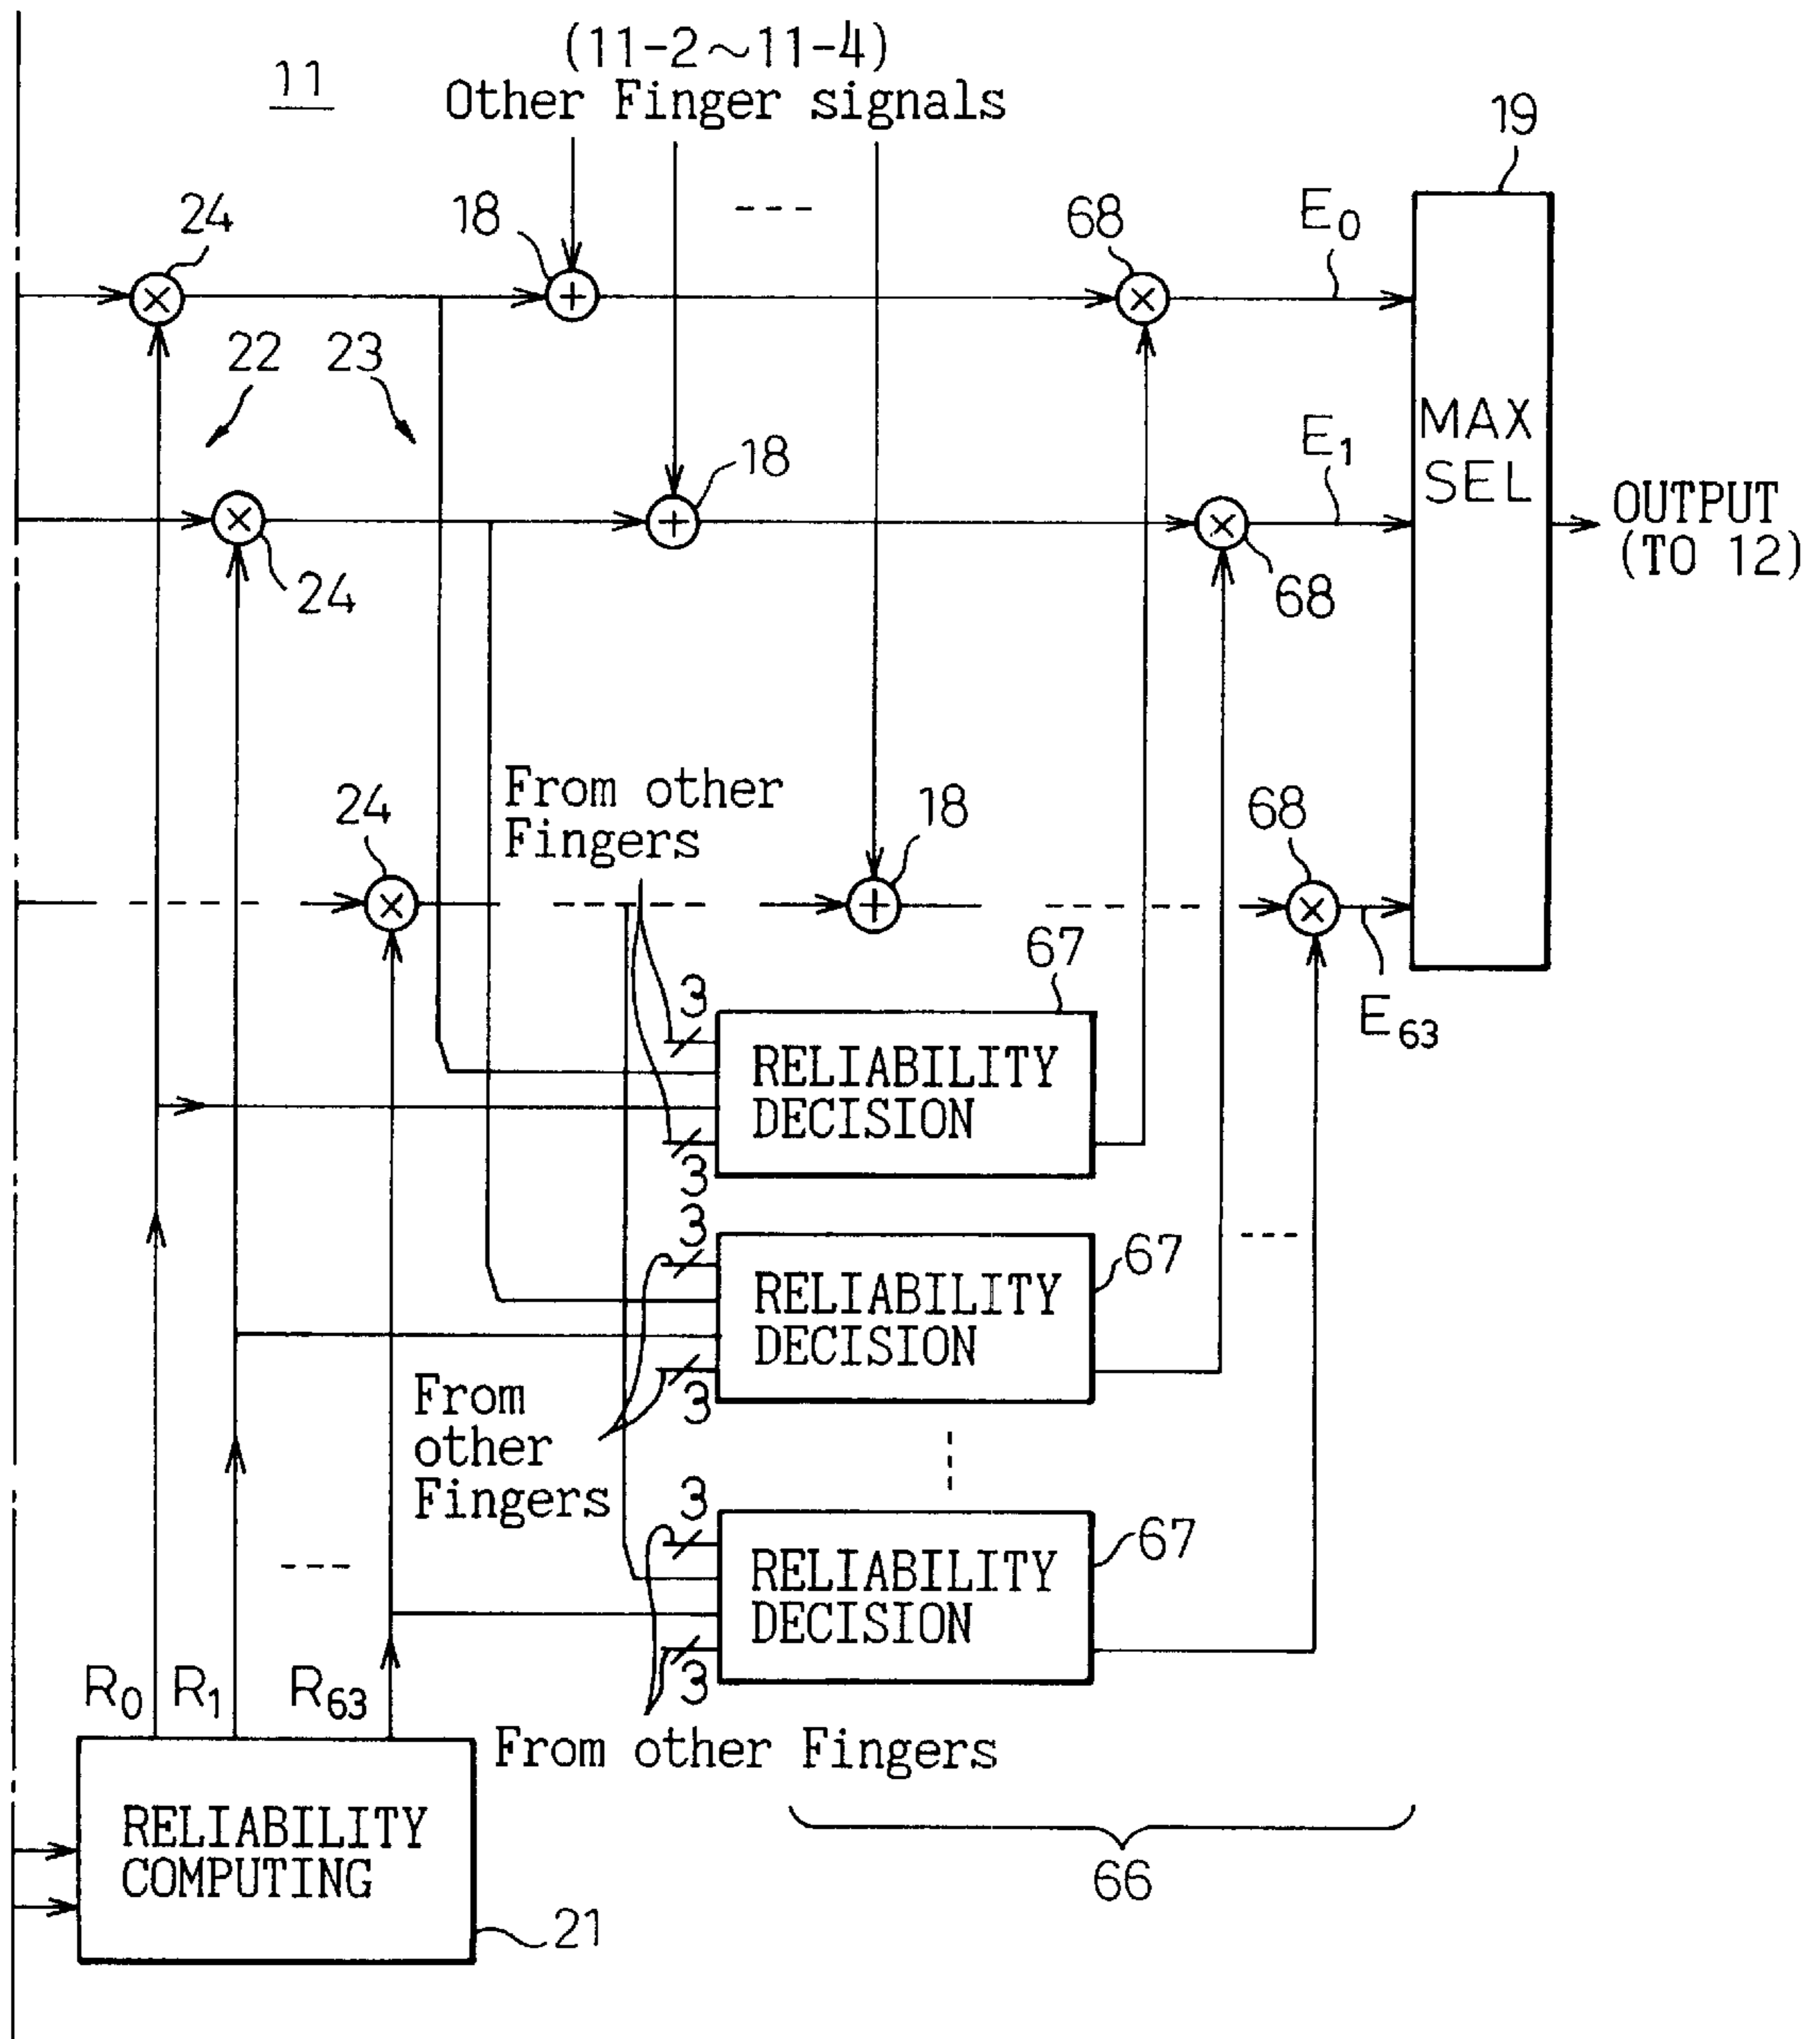 11
(11-2～11-4)
Other Finger signals
19
24
18
---
68
E0
22
23
MAX
SEL
E1
18
OUTPUT
(TO 12)
24
68
From other
Fingers
24
18
68
67
E63
3
RELIABILITY
DECISION
3
3
67
RELIABILITY
DECISION
3
From
other
Fingers
3
67
RELIABILITY
DECISION
3
R0
R1
R63
From other Fingers
RELIABILITY
COMPUTING
66
21